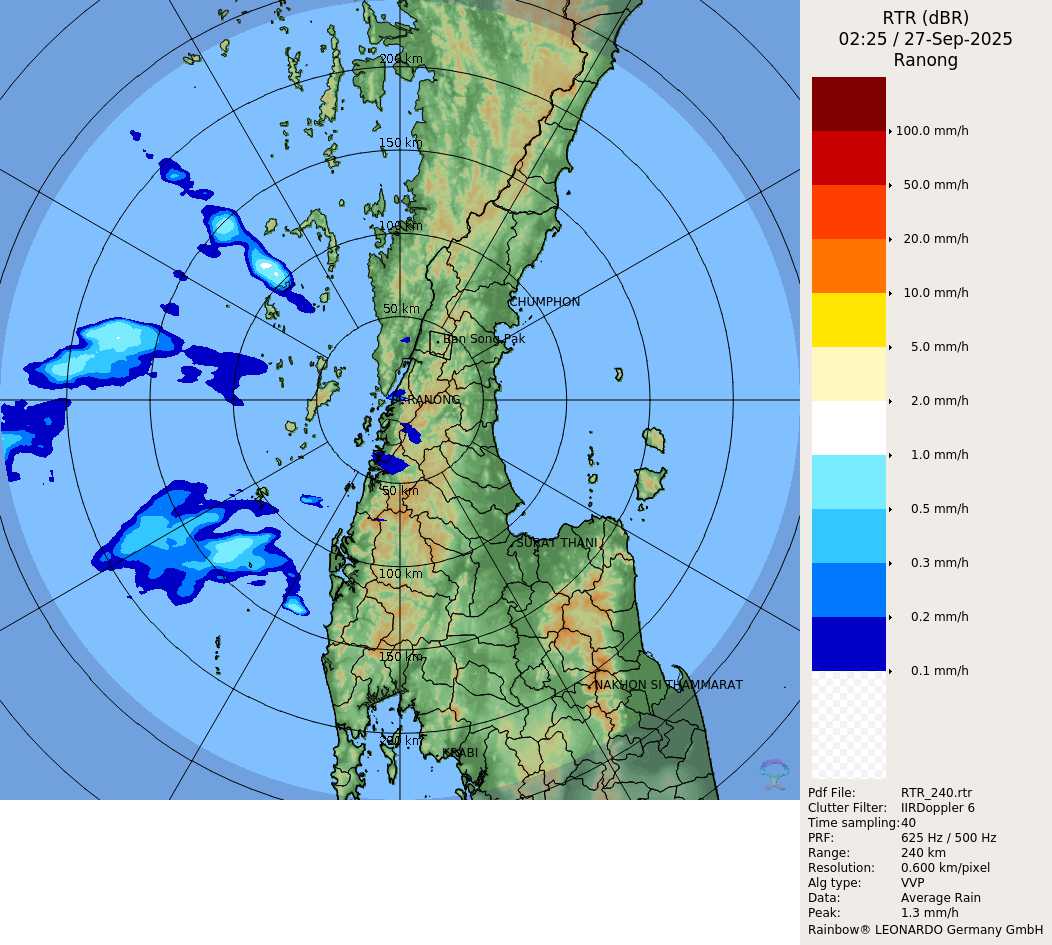 RTR (dBR)
02:25 / 27-Sep-2025
Ranong
200 km
150 km
100 km
50 km
CHUMPHON
Ban Song Pak
RANONG
50 km
SURAT THANI
100 km
150 km
NAKHON SI THAMMARAT
200 km
KRABI
100.0 mm/h
50.0 mm/h
20.0 mm/h
10.0 mm/h
5.0 mm/h
2.0 mm/h
1.0 mm/h
0.5 mm/h
0.3 mm/h
0.2 mm/h
0.1 mm/h
Pdf File: RTR_240.rtr
Clutter Filter: IIRDoppler 6
Time sampling: 40
PRF: 625 Hz / 500 Hz
Range: 240 km
Resolution: 0.600 km/pixel
Alg type: VVP
Data: Average Rain
Peak: 1.3 mm/h
Rainbow® LEONARDO Germany GmbH